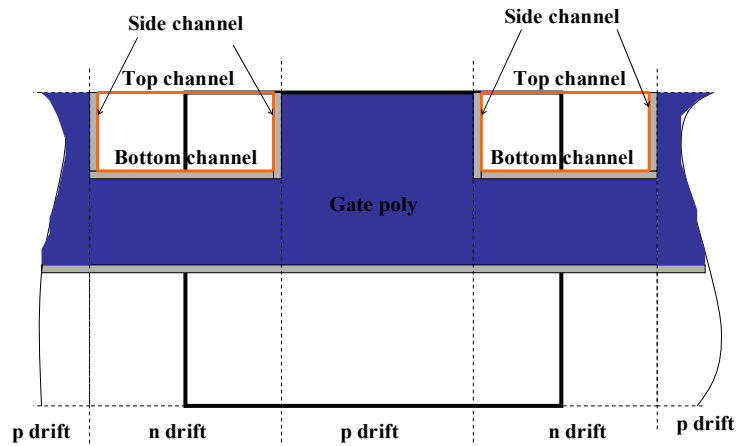 Side channel
Side channel
Top channel
Top channel
Bottom channel
Bottom channel
Gate poly
p drift
n drift
p drift
n drift
p drift